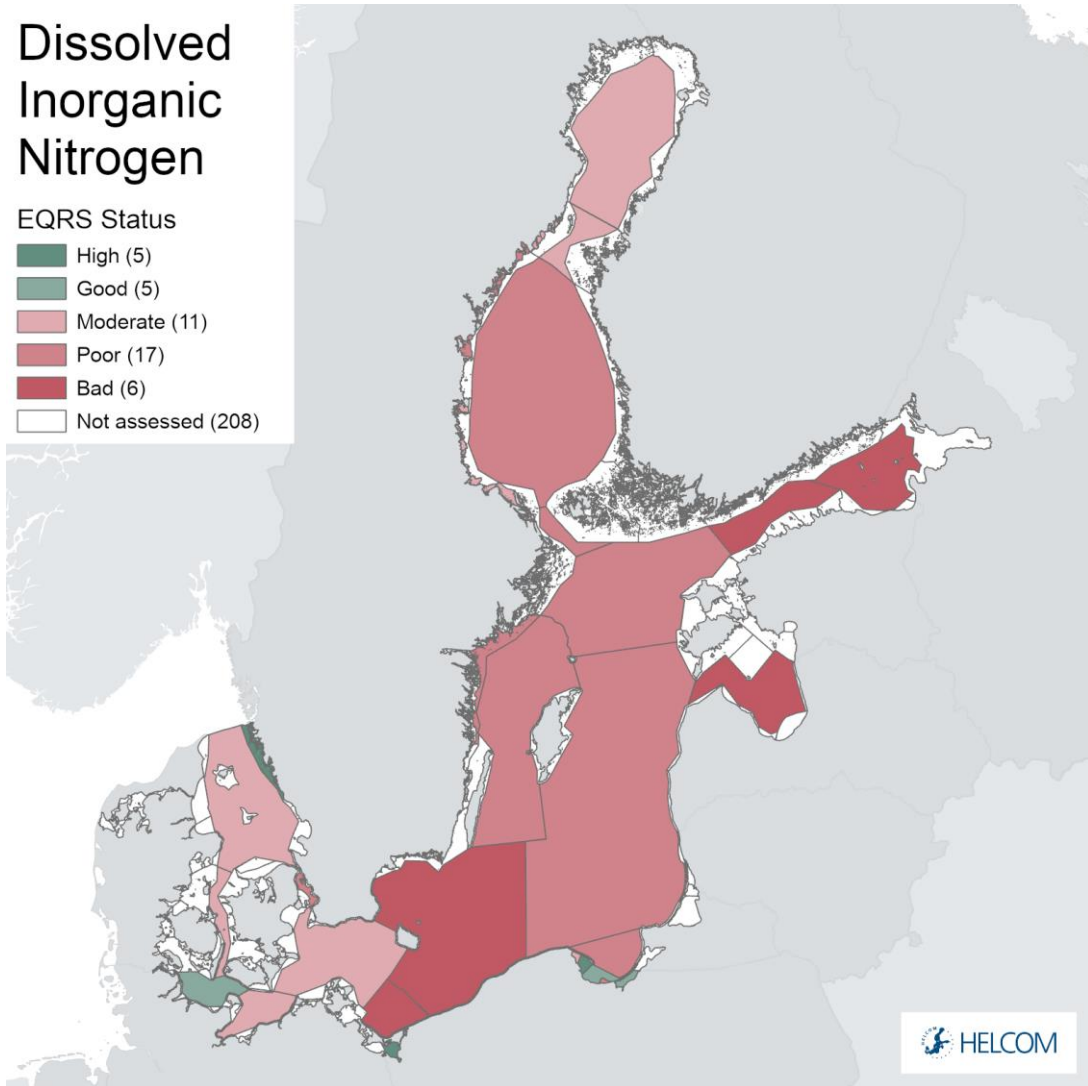 Dissolved
Inorganic
Nitrogen
EQRS Status
High (5)
Good (5)
Moderate (11)
Poor (17)
Bad (6)
Not assessed (208)
HELCOM